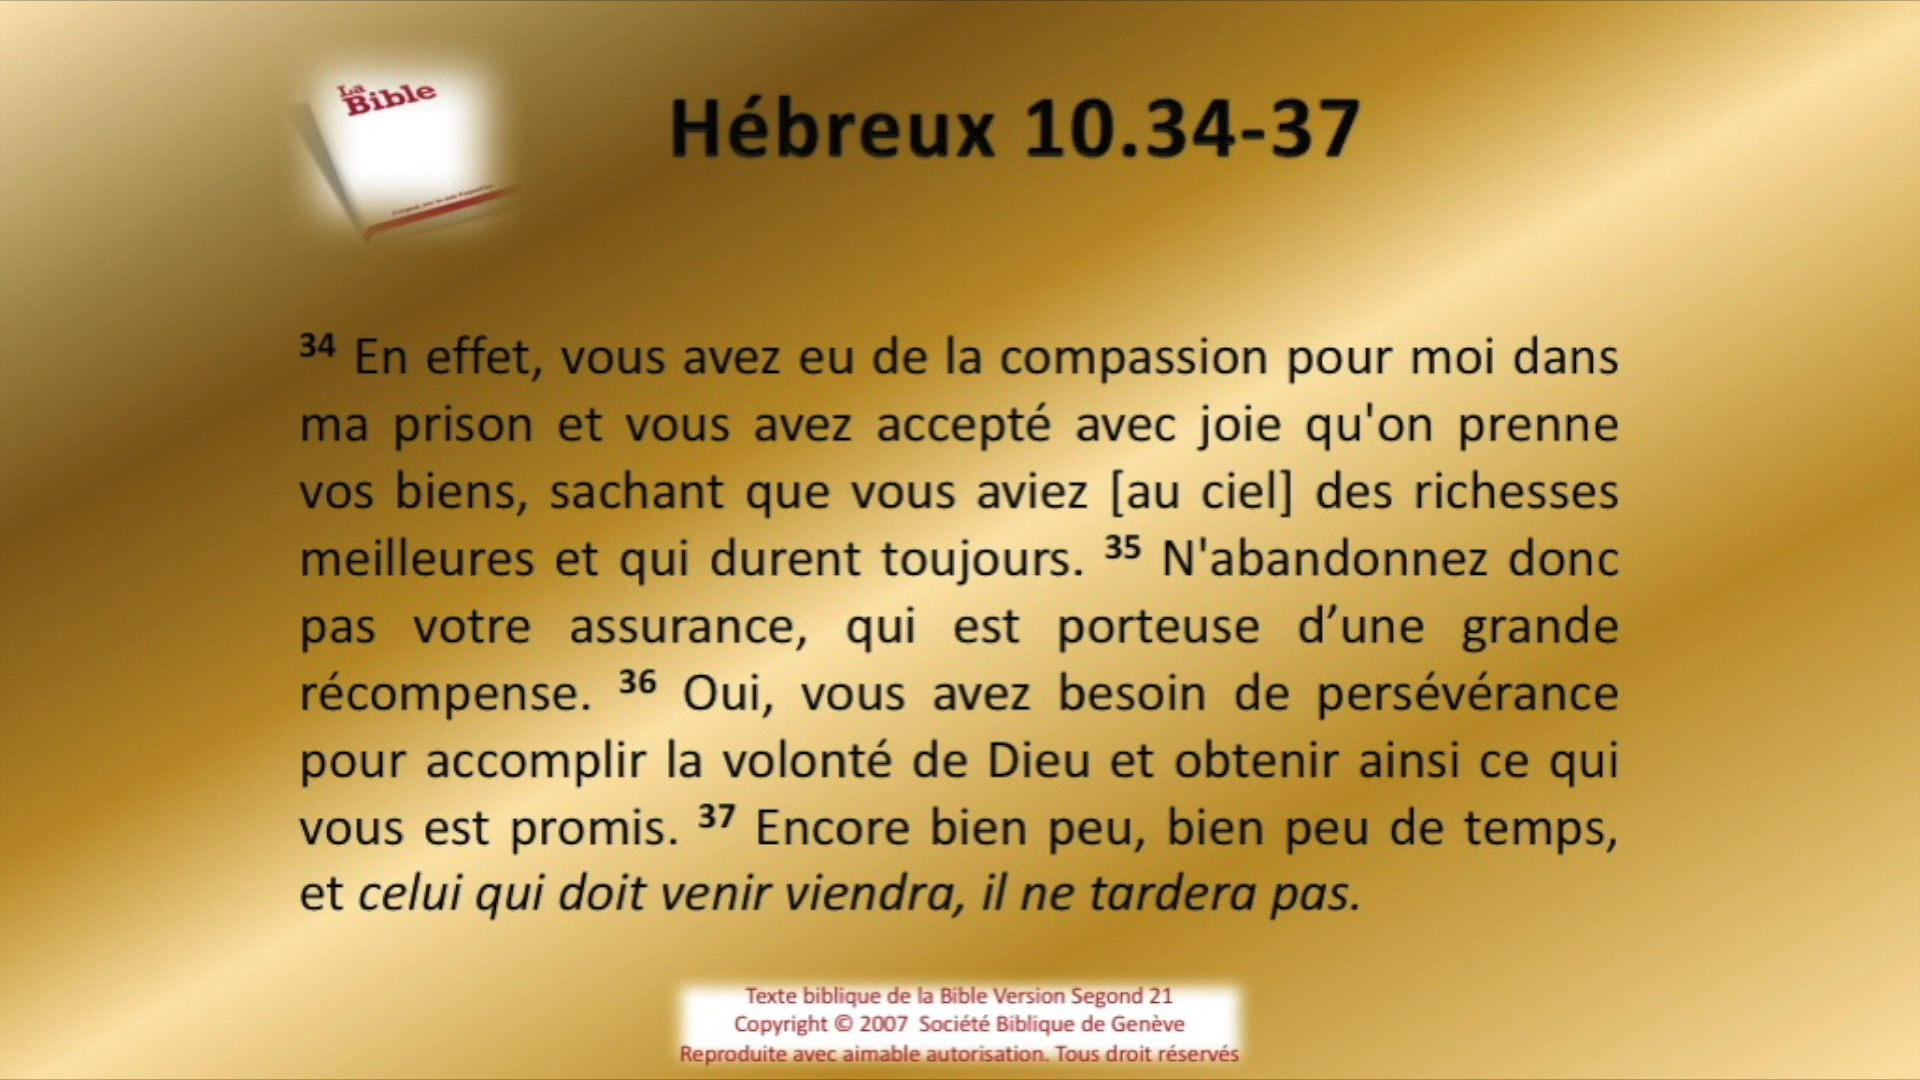 La
Bible
Hébreux 10.34-37
34 En effet, vous avez eu de la compassion pour moi dans
ma prison et vous avez accepté avec joie qu'on prenne
vos biens, sachant que vous aviez [au ciel] des richesses
meilleures et qui durent toujours. 35 N'abandonnez donc
pas votre assurance, qui est porteuse d’une grande
récompense. 36 Oui, vous avez besoin de persévérance
pour accomplir la volonté de Dieu et obtenir ainsi ce qui
vous est promis. 37 Encore bien peu, bien peu de temps,
et celui qui doit venir viendra, il ne tardera pas.
Texte biblique de la Bible Version Segond 21
Copyright © 2007 Société Biblique de Genève
Reproduite avec aimable autorisation. Tous droit réservés